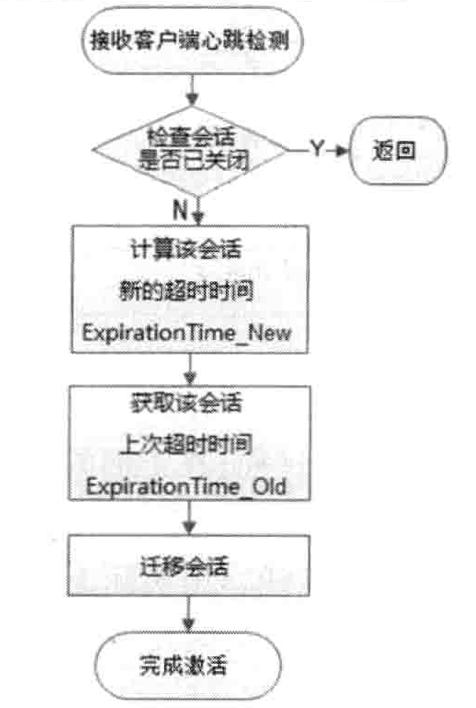 接收客户端心跳检测
检查会话
是否已关闭
Y
返回
N
计算该会话
新的超时时间
ExpirationTime_New
获取该会话
上次超时时间
ExpirationTime_Old
迁移会话
完成激活